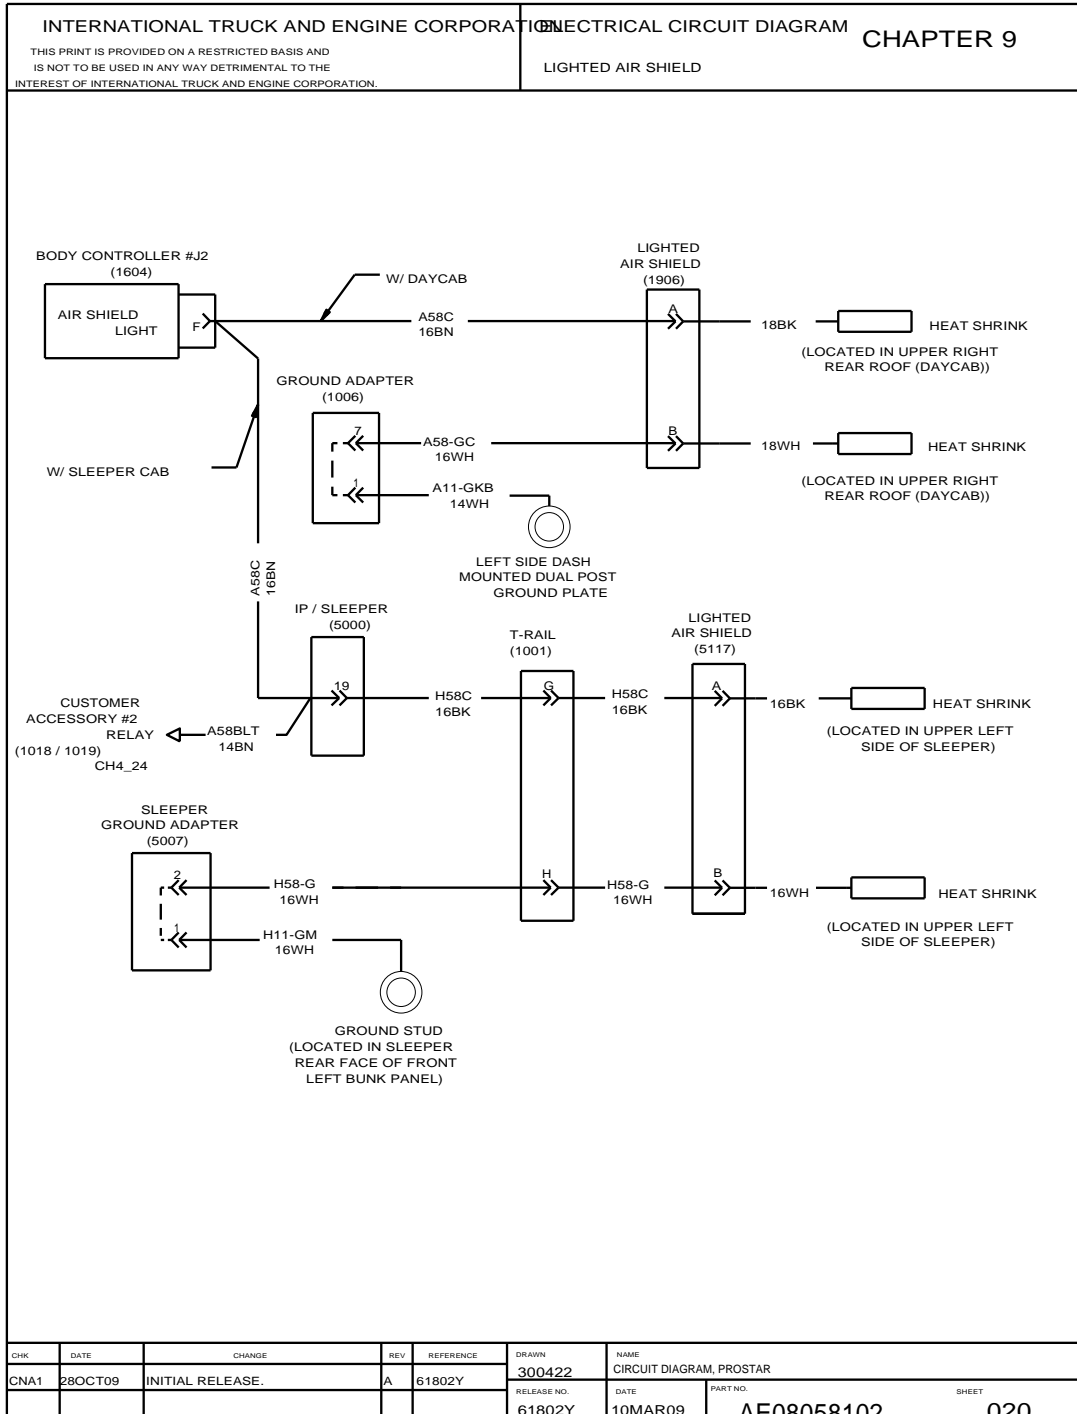 INTERNATIONAL TRUCK AND ENGINE CORPORATION
THIS PRINT IS PROVIDED ON A RESTRICTED BASIS AND
IS NOT TO BE USED IN ANY WAY DETRIMENTAL TO THE
INTEREST OF INTERNATIONAL TRUCK AND ENGINE CORPORATION.
ELECTRICAL CIRCUIT DIAGRAM
LIGHTED AIR SHIELD
CHAPTER 9
BODY CONTROLLER #J2
(1604)
AIR SHIELD
LIGHT
F
W/ DAYCAB
A58C
16BN
LIGHTED
AIR SHIELD
(1906)
A
18BK
HEAT SHRINK
(LOCATED IN UPPER RIGHT
REAR ROOF (DAYCAB))
GROUND ADAPTER
(1006)
7
A58-GC
16WH
B
18WH
HEAT SHRINK
(LOCATED IN UPPER RIGHT
REAR ROOF (DAYCAB))
W/ SLEEPER CAB
1
A11-GKB
14WH
LEFT SIDE DASH
MOUNTED DUAL POST
GROUND PLATE
A58C
16BN
IP / SLEEPER
(5000)
19
T-RAIL
(1001)
LIGHTED
AIR SHIELD
(5117)
H58C
16BK
G
H58C
16BK
A
16BK
HEAT SHRINK
(LOCATED IN UPPER LEFT
SIDE OF SLEEPER)
CUSTOMER
ACCESSORY #2
RELAY
(1018 / 1019)
CH4_24
A58BLT
14BN
SLEEPER
GROUND ADAPTER
(5007)
2
H58-G
16WH
H
H58-G
16WH
B
16WH
HEAT SHRINK
(LOCATED IN UPPER LEFT
SIDE OF SLEEPER)
1
H11-GM
16WH
GROUND STUD
(LOCATED IN SLEEPER
REAR FACE OF FRONT
LEFT BUNK PANEL)
CHK DATE CHANGE REV REFERENCE
CNA1 28OCT09 INITIAL RELEASE. A 61802Y
DRAWN
300422
NAME
CIRCUIT DIAGRAM, PROSTAR
RELEASE NO.
61802Y
DATE
10MAR09
PART NO.
AE08058102
SHEET
020